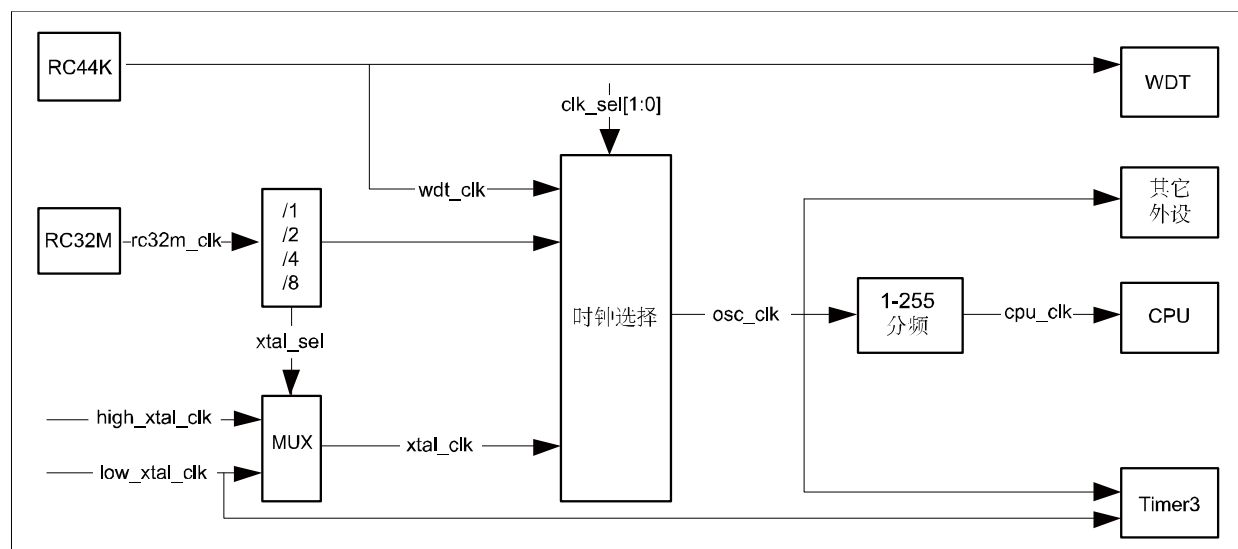 RC44K
WDT
clk_sel[1:0]
wdt_clk
其它
外设
RC32M
rc32m_clk
/1
/2
/4
/8
时钟选择
osc_clk
1-255
分频
cpu_clk
CPU
xtal_sel
high_xtal_clk
MUX
xtal_clk
low_xtal_clk
Timer3